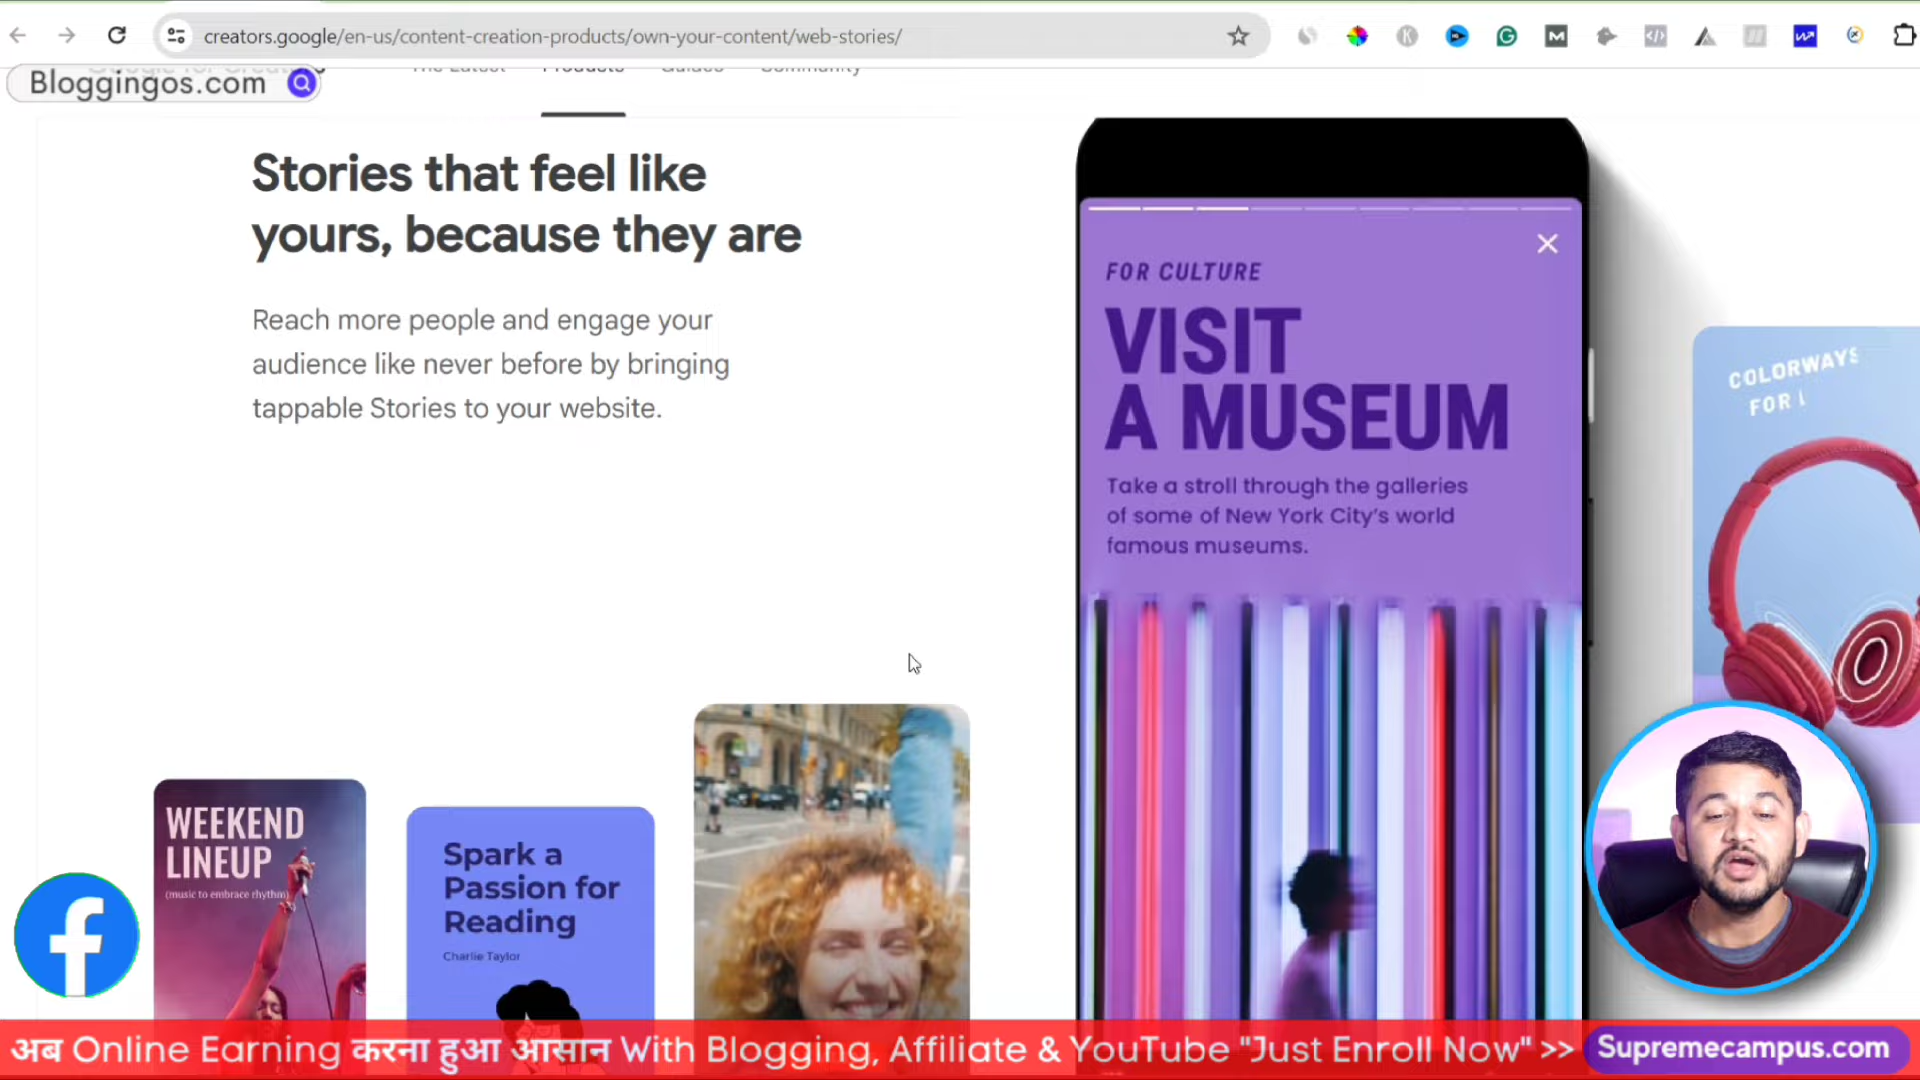 creators.google/en-us/content-creation-products/own-your-content/web-stories/
Bloggingos.com
Stories that feel like
yours, because they are
Reach more people and engage your
audience like never before by bringing
tappable Stories to your website.
FOR CULTURE
VISIT
A MUSEUM
Take a stroll through the galleries
of some of New York City's world
famous museums.
COLORWAYS
FOR
WEEKEND
LINEUP
(music to embrace rhythm)
Spark a
Passion for
Reading
Charlie Taylor
अब Online Earning करना हुआ आसान With Blogging, Affiliate & YouTube "Just Enroll Now" >> Supremecampus.com